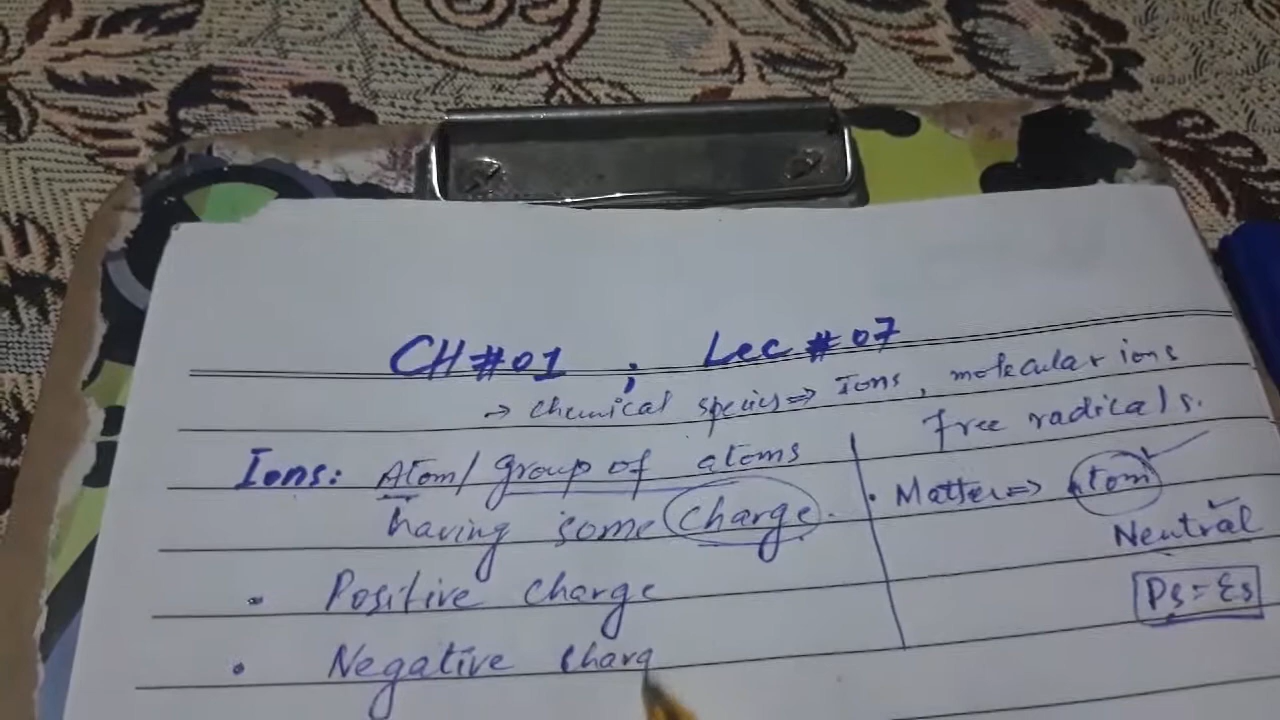 CH#01 ; Lec # 07
→ Chemical species ⇒ Ions, molecular ions
free radicals.
Ions: Atom/ group of atoms
having some charge.
• Positive Charge
• Negative Charg
• Matter ⇒ atom ✓
Neutral
Ps = Es